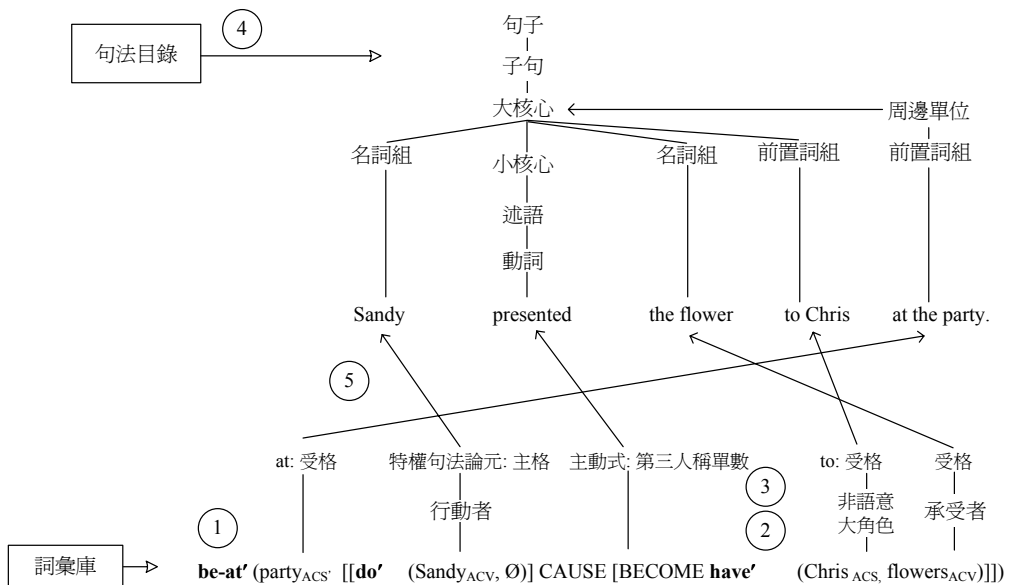 ④ 句子
句法目錄
子句
大核心 周邊單位
名詞組 小核心 名詞組 前置詞組 前置詞組
述語
動詞
Sandy presented the flower to Chris at the party.
⑤
at: 受格 特權句法論元: 主格 主動式: 第三人稱單數 to: 受格 受格
③
行動者 非語意 承受者
大角色
① ②
詞彙庫 be-at′ (partyACS, [[do′ (SandyACV, Ø)] CAUSE [BECOME have′ (Chris ACS, flowersACV)]])